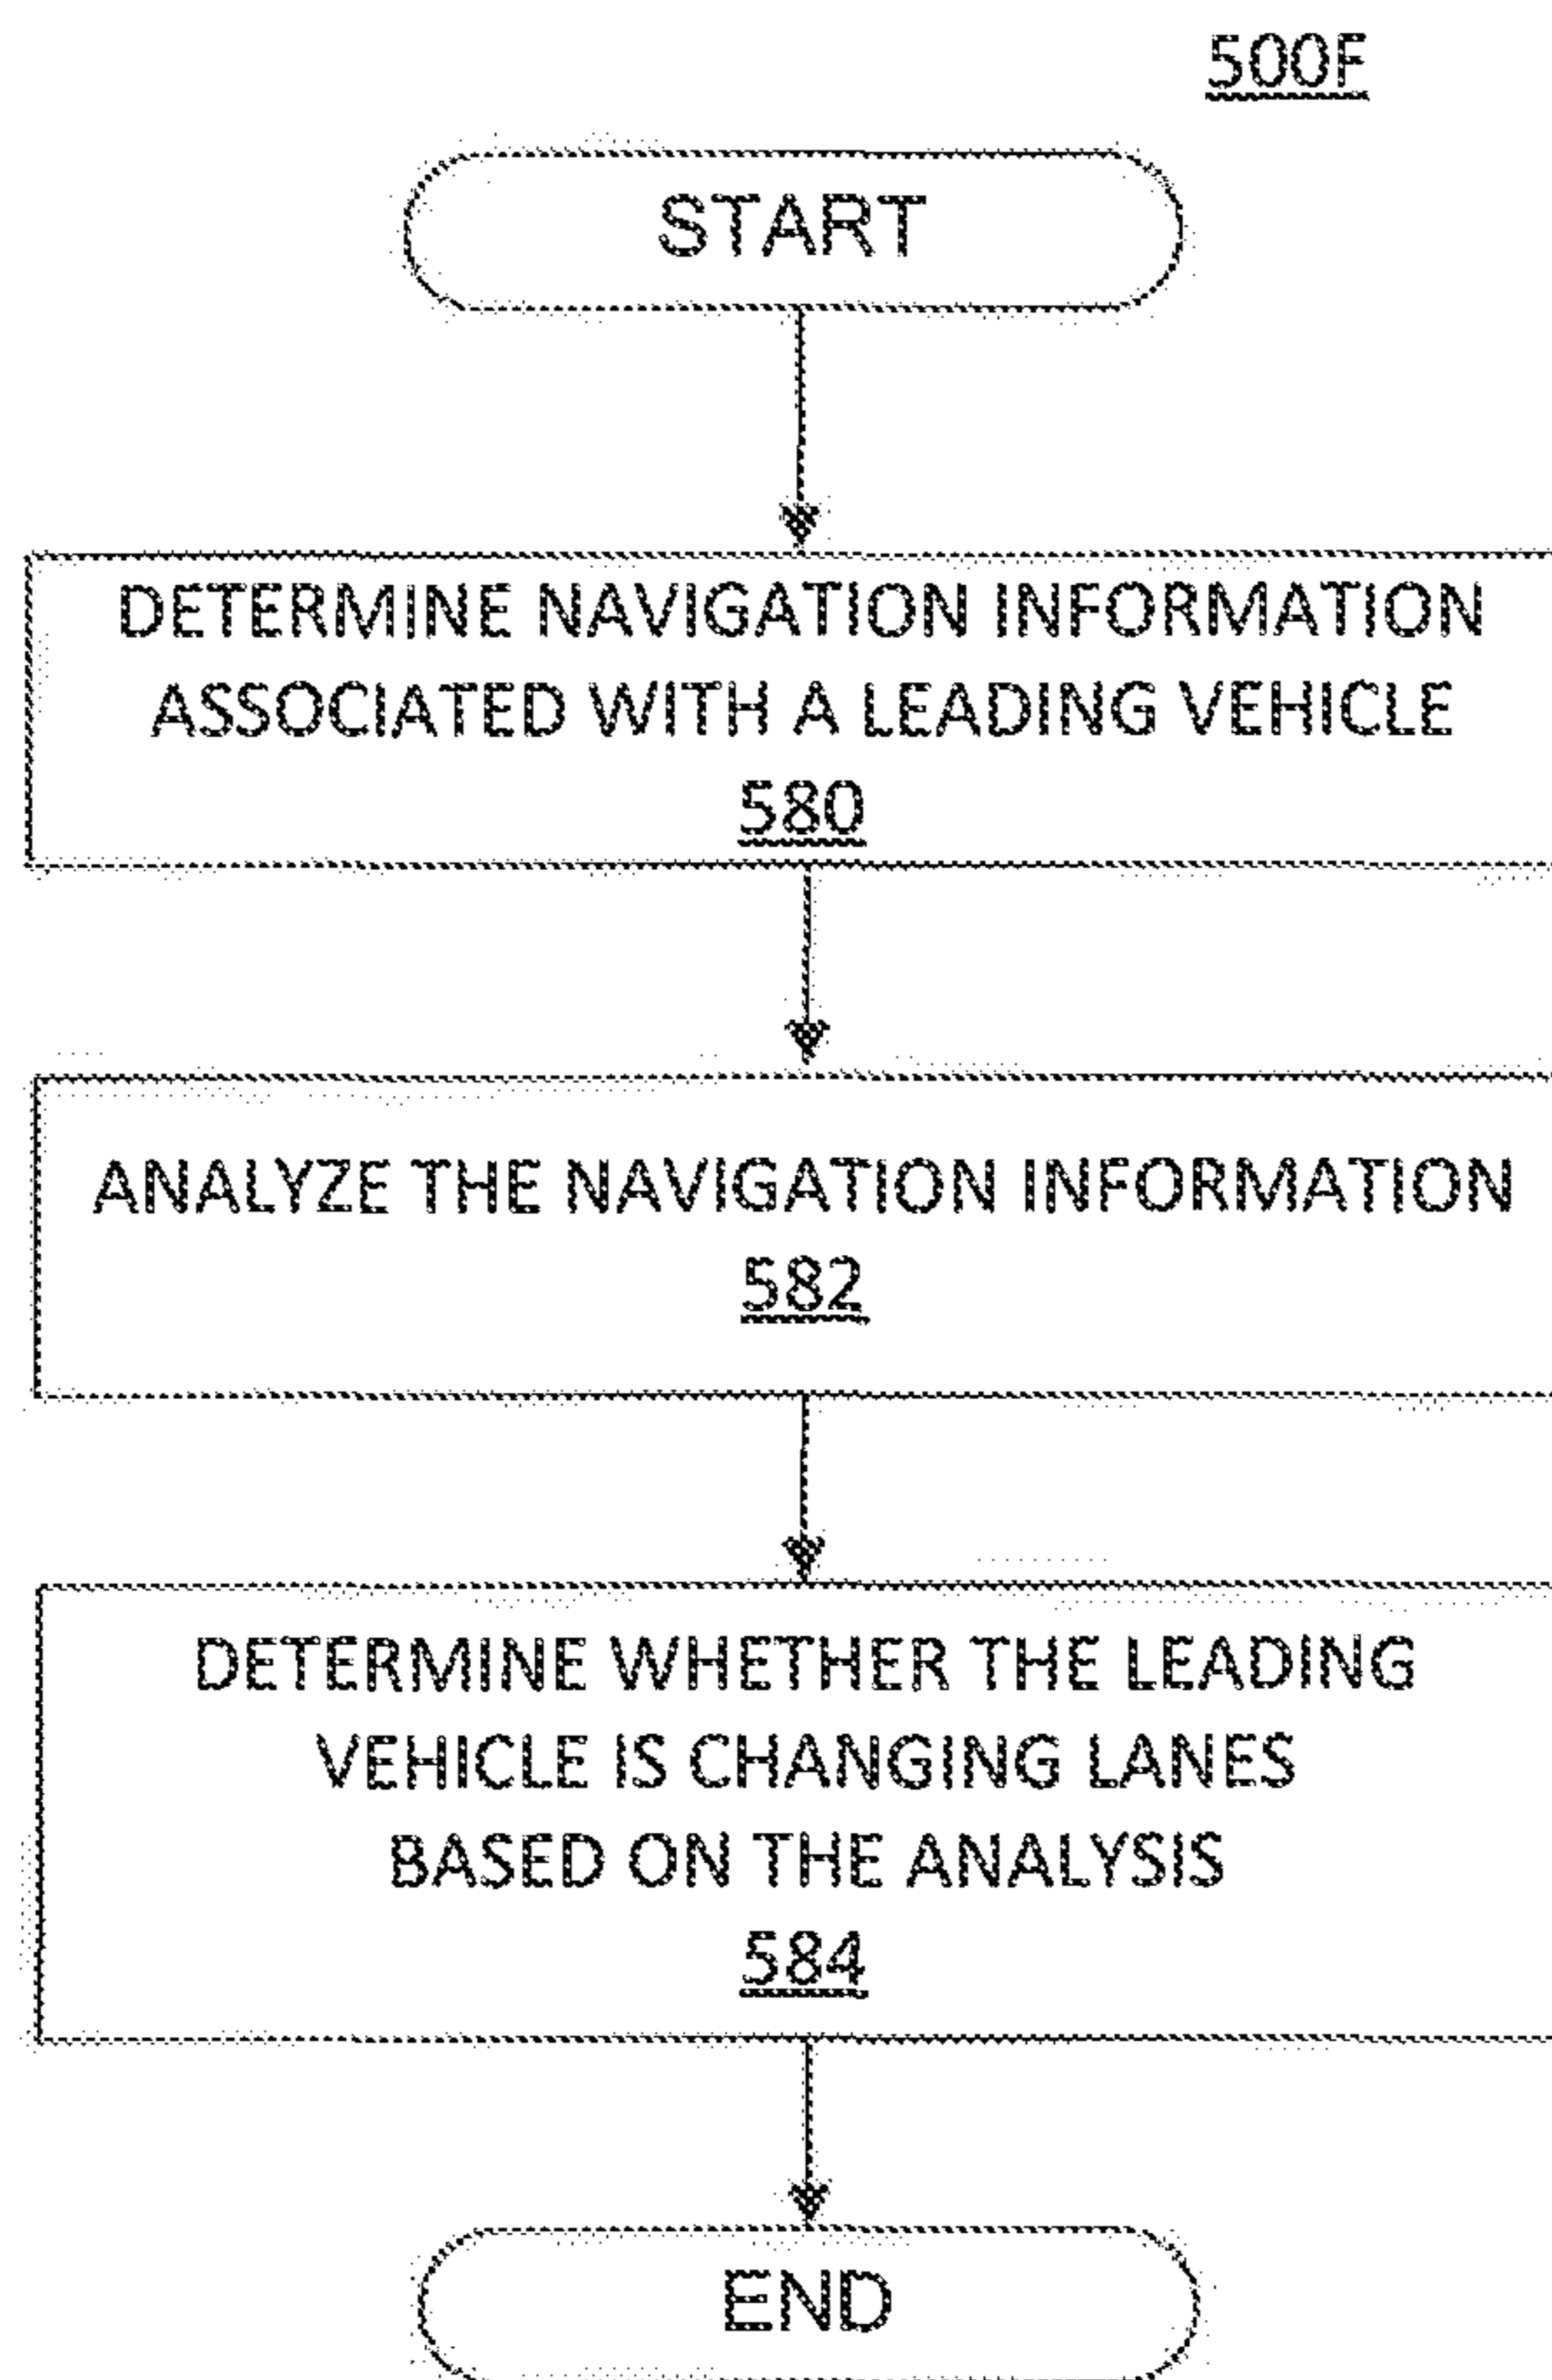 500F
START
DETERMINE NAVIGATION INFORMATION
ASSOCIATED WITH A LEADING VEHICLE
580
ANALYZE THE NAVIGATION INFORMATION
582
DETERMINE WHETHER THE LEADING
VEHICLE IS CHANGING LANES
BASED ON THE ANALYSIS
584
END